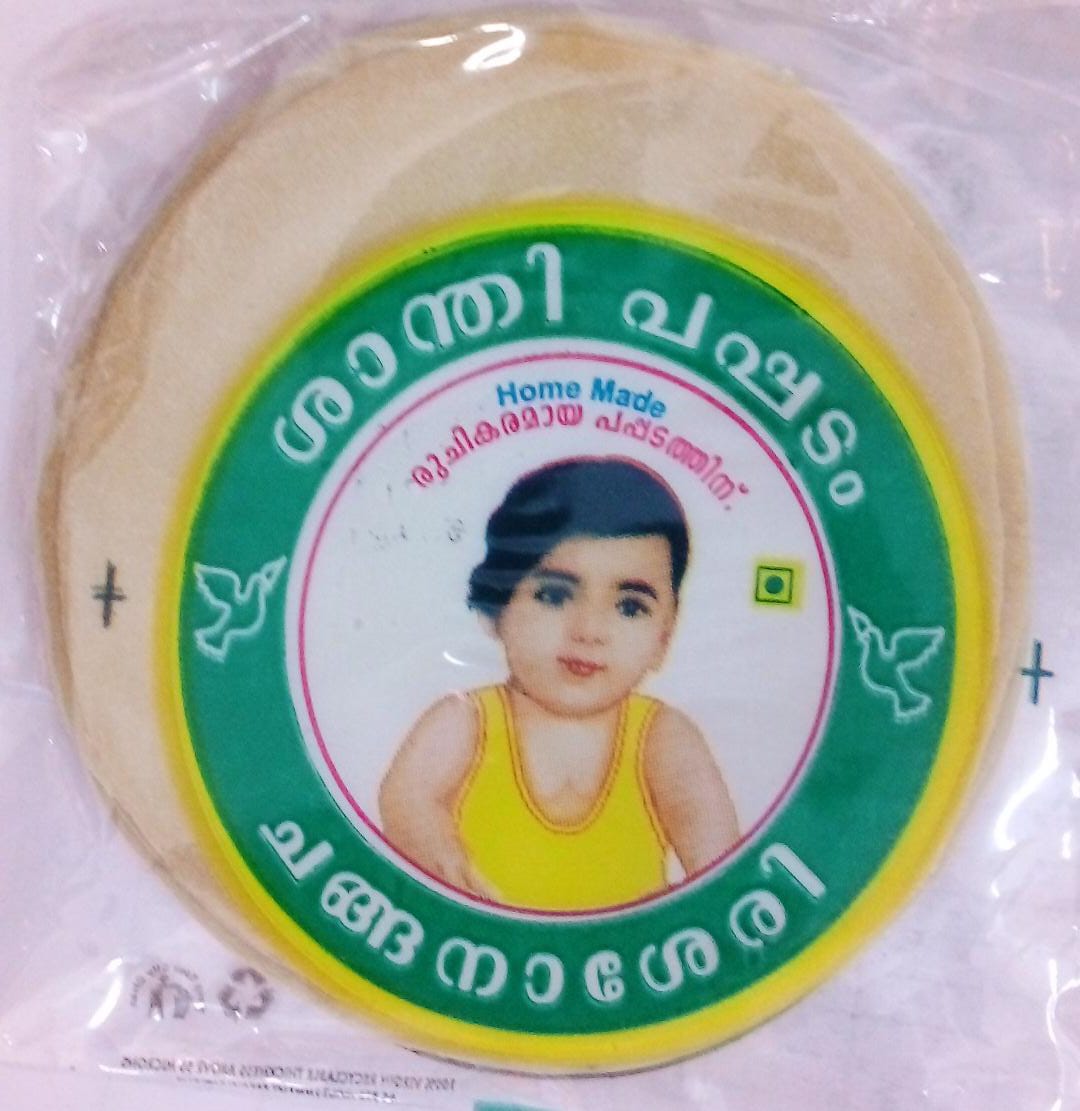 ശാന്തി പപ്പടം
Home Made
രുചികരമായ പപ്പടത്തിന്.
ചങ്ങനാശേരി